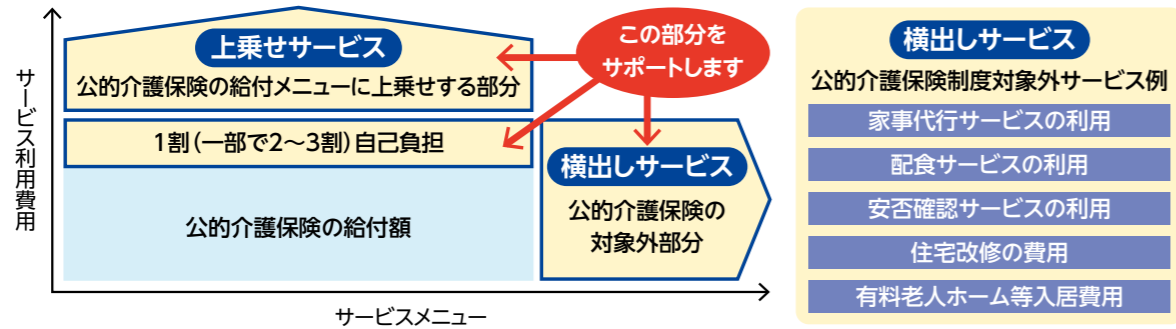 サービス利用費用
上乗せサービス
公的介護保険の給付メニューに上乗せする部分
この部分を
サポートします
1割(一部で2〜3割)自己負担
公的介護保険の給付額
横出しサービス
公的介護保険の
対象外部分
サービスメニュー
横出しサービス
公的介護保険制度対象外サービス例
家事代行サービスの利用
配食サービスの利用
安否確認サービスの利用
住宅改修の費用
有料老人ホーム等入居費用